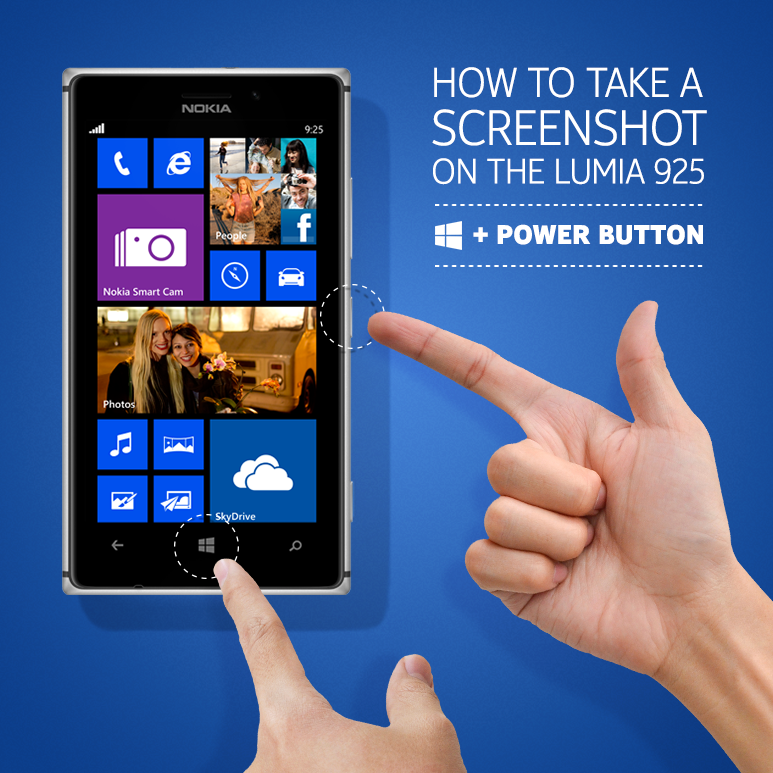 HOW TO TAKE A
SCREENSHOT
ON THE LUMIA 925
+ POWER BUTTON
NOKIA
9:25
People
f
Nokia Smart Cam
Photos
SkyDrive